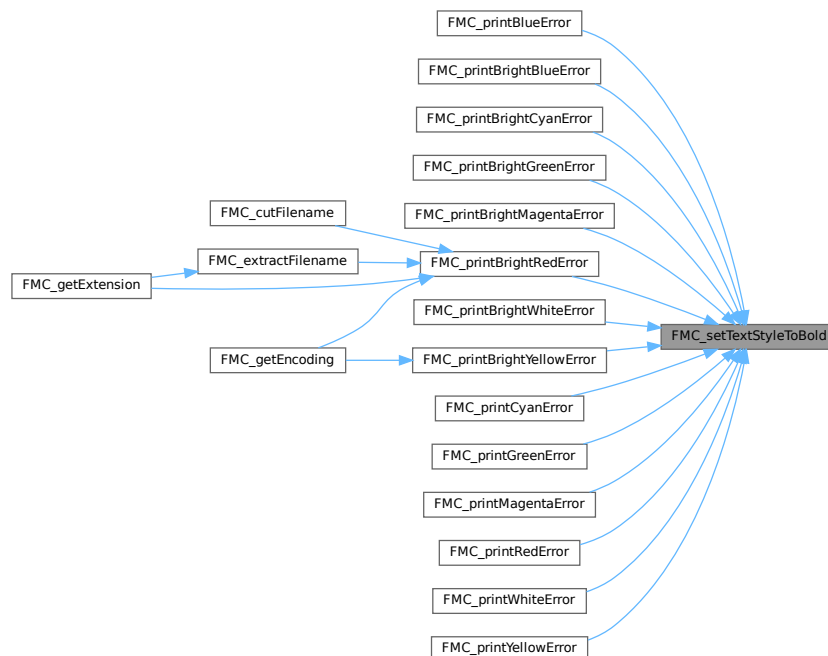 FMC_printBlueError
FMC_printBrightBlueError
FMC_printBrightCyanError
FMC_printBrightGreenError
FMC_cutFilename
FMC_printBrightMagentaError
FMC_extractFilename
FMC_printBrightRedError
FMC_getExtension
FMC_printBrightWhiteError
FMC_setTextStyleToBold
FMC_getEncoding
FMC_printBrightYellowError
FMC_printCyanError
FMC_printGreenError
FMC_printMagentaError
FMC_printRedError
FMC_printWhiteError
FMC_printYellowError